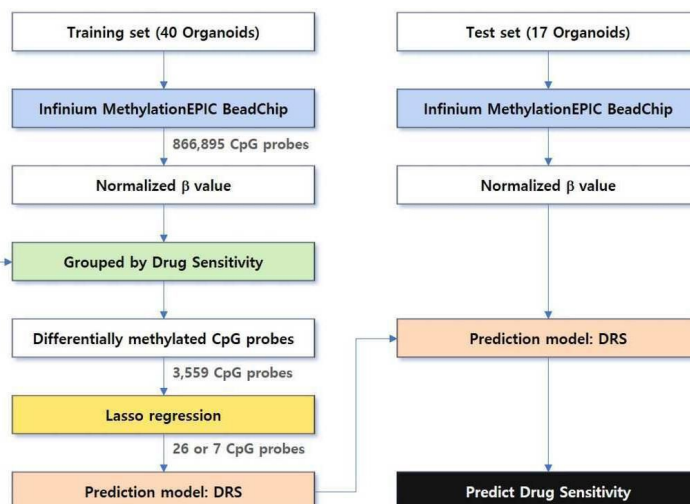 Training set (40 Organoids)
Infinium MethylationEPIC BeadChip
866,895 CpG probes
Normalized β value
Grouped by Drug Sensitivity
Differentially methylated CpG probes
3,559 CpG probes
Lasso regression
26 or 7 CpG probes
Prediction model: DRS
Test set (17 Organoids)
Infinium MethylationEPIC BeadChip
Normalized β value
Prediction model: DRS
Predict Drug Sensitivity